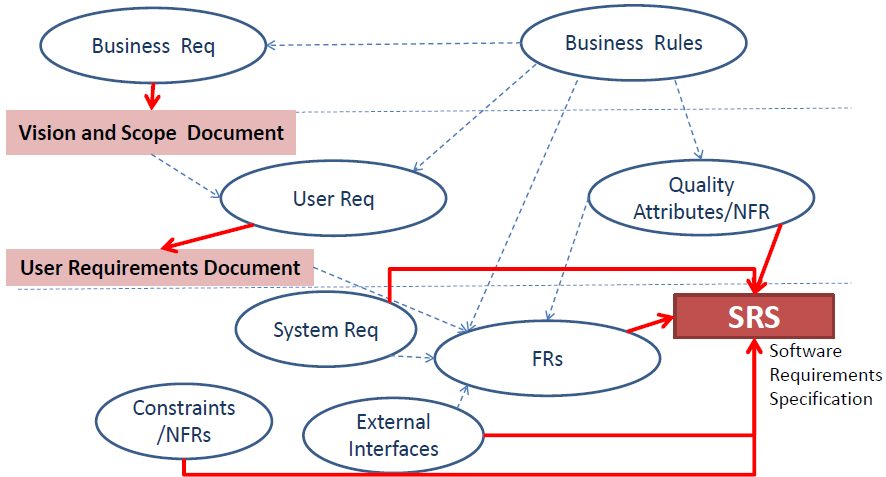 Business Req
Business Rules
Vision and Scope Document
User Req
Quality
Attributes/NFR
User Requirements Document
System Req
FRs
SRS
Software
Requirements
Specification
Constraints
/NFRs
External
Interfaces